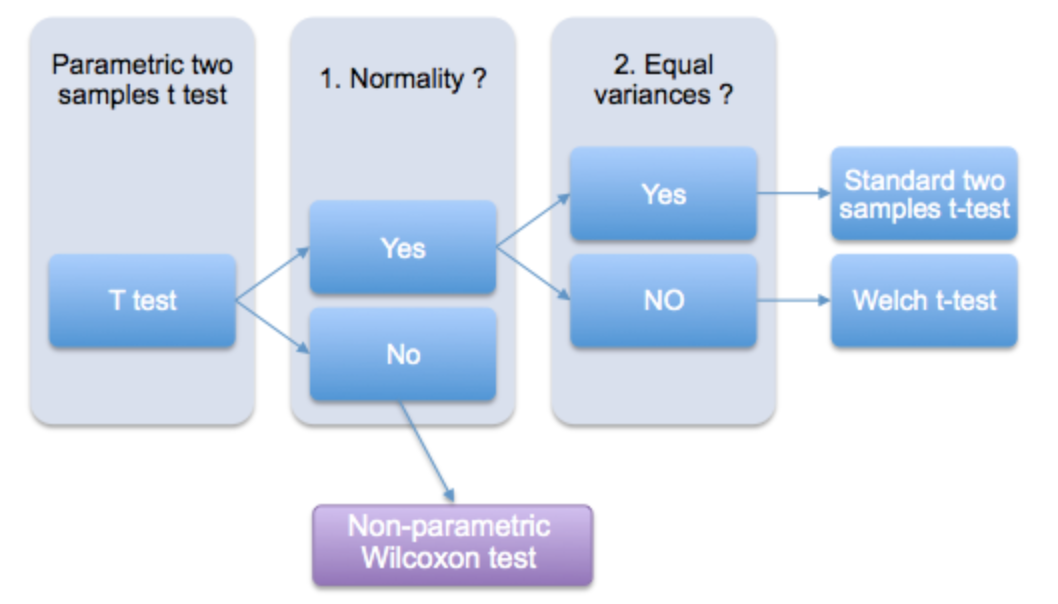 Parametric two
samples t test
1. Normality ?
2. Equal
variances ?
T test
Yes
No
Yes
NO
Standard two
samples t-test
Welch t-test
Non-parametric
Wilcoxon test